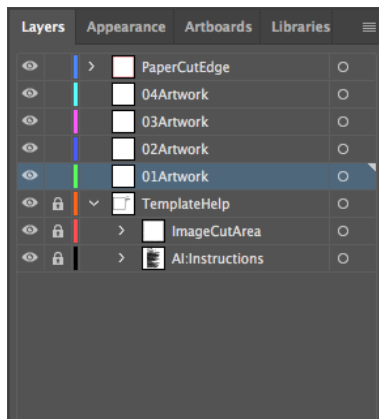 Layers Appearance Artboards Libraries
PaperCutEdge
04Artwork
03Artwork
02Artwork
01Artwork
TemplateHelp
ImageCutArea
AI:Instructions